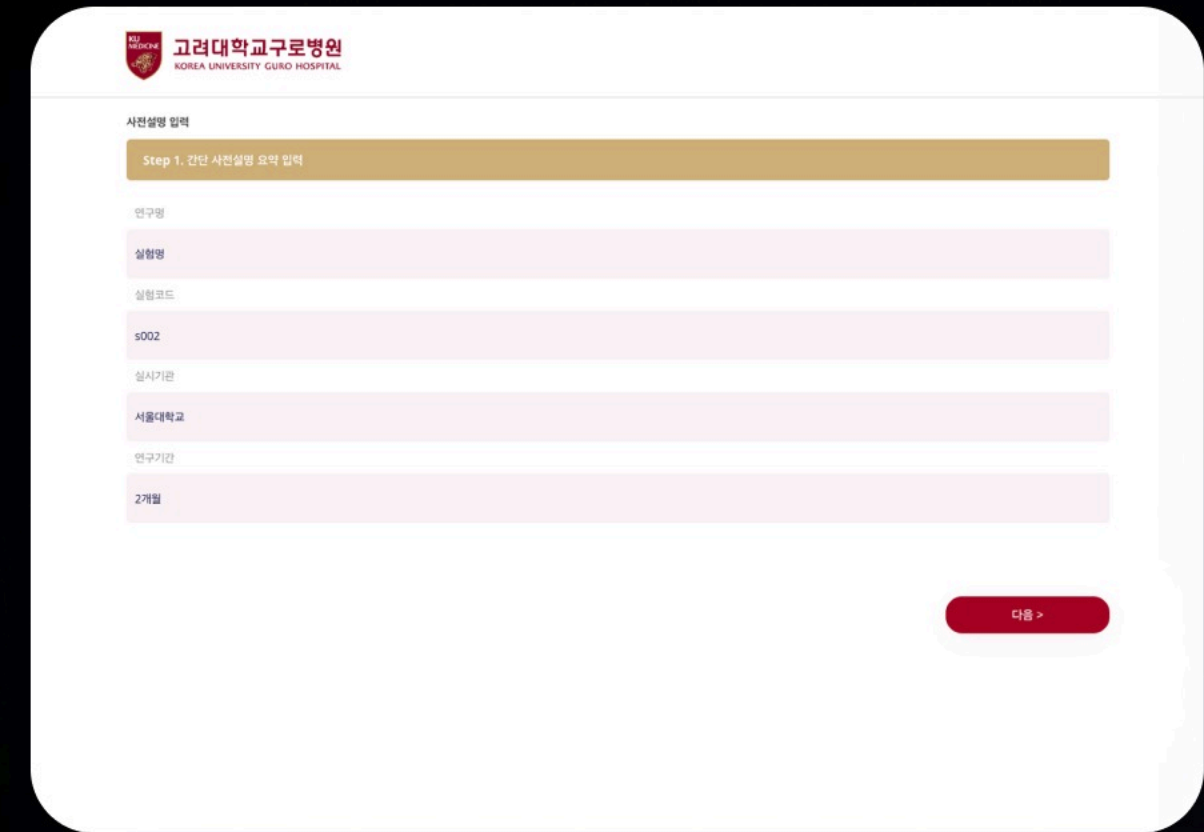 KU
MEDICINE
고려대학교구로병원
KOREA UNIVERSITY GURO HOSPITAL
사전설명 입력
Step 1. 간단 사전설명 요약 입력
연구명
실험명
실험코드
s002
실시기관
서울대학교
연구기간
2개월
다음 >